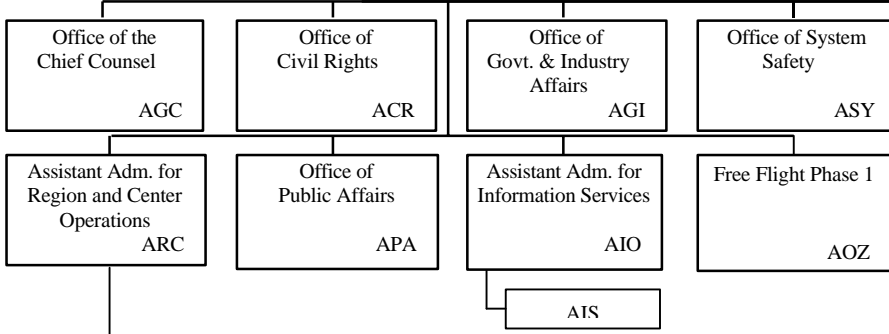 Office of the
Chief Counsel
AGC
Office of
Civil Rights
ACR
Office of
Govt. & Industry
Affairs
AGI
Office of System
Safety
ASY
Assistant Adm. for
Region and Center
Operations
ARC
Office of
Public Affairs
APA
Assistant Adm. for
Information Services
AIO
Free Flight Phase 1
AOZ
AIS